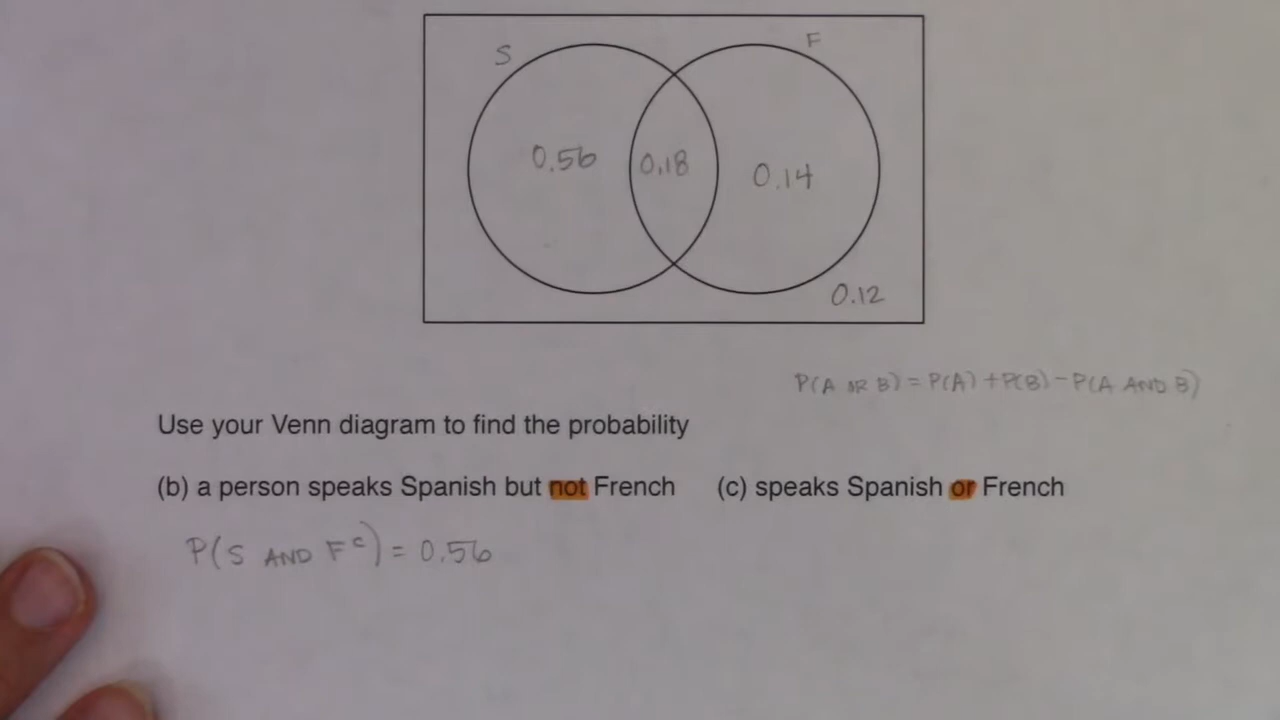 S
F
0.56
0.18
0.14
0.12
P(A OR B) = P(A) + P(B) - P(A AND B)
Use your Venn diagram to find the probability
(b) a person speaks Spanish but not French
(c) speaks Spanish or French
P(S AND Fᶜ) = 0.56